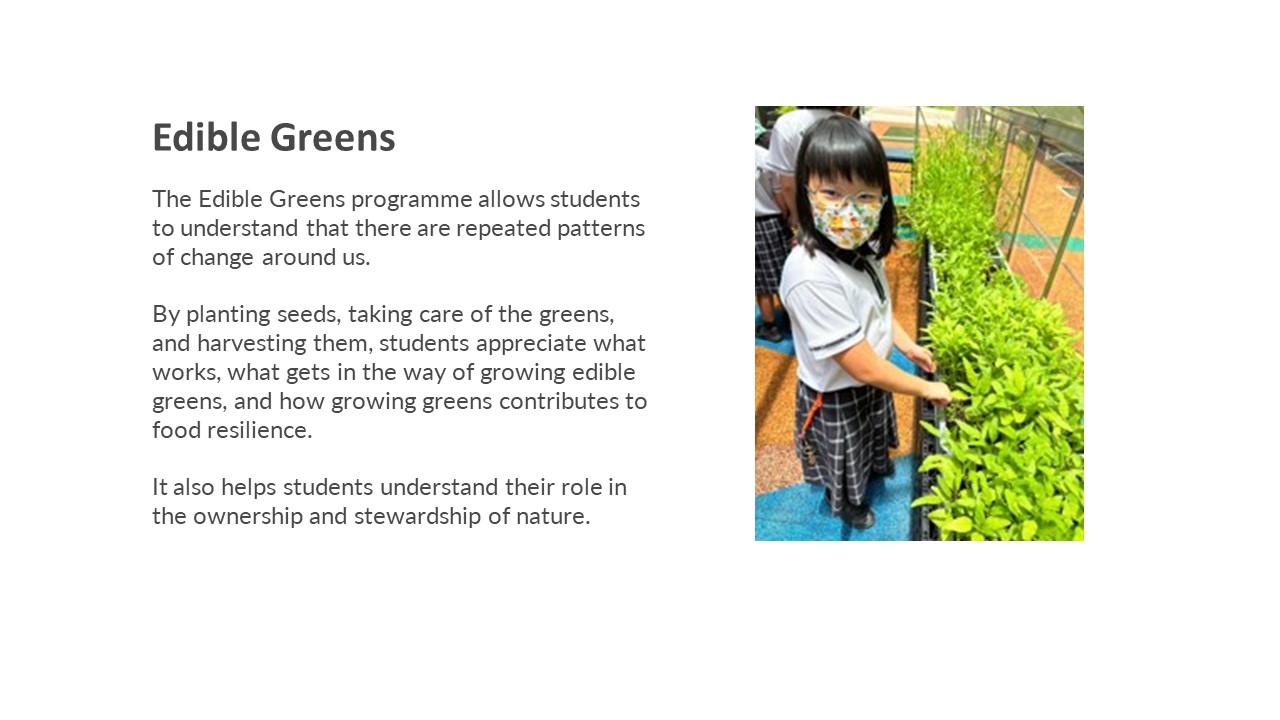 Edible Greens
The Edible Greens programme allows students
to understand that there are repeated patterns
of change around us.
By planting seeds, taking care of the greens,
and harvesting them, students appreciate what
works, what gets in the way of growing edible
greens, and how growing greens contributes to
food resilience.
It also helps students understand their role in
the ownership and stewardship of nature.